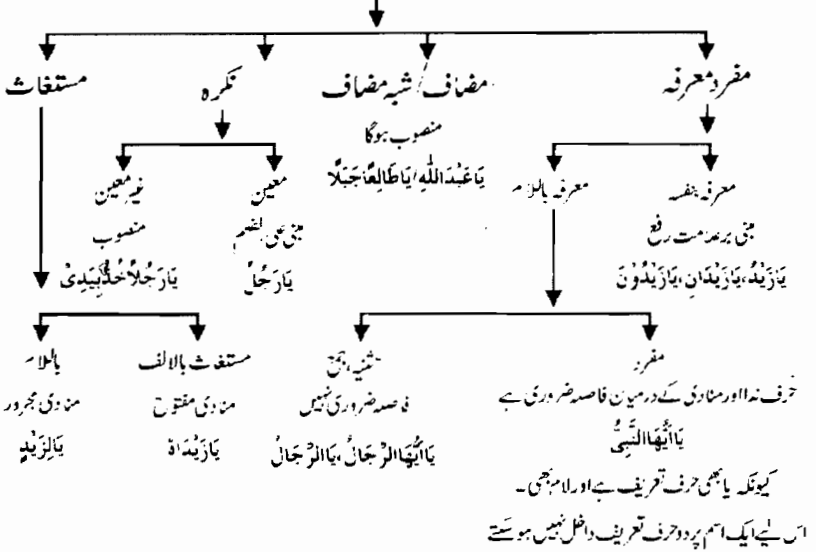 مفرد معرفہ
مضاف/شبہ مضاف
نکرہ
مستغاث
منصوب ہوگا
یَا عَبْدَاللّٰہِ/یَا طَالِعًا جَبَلًا
معرفہ بنفسہ
معرفہ باللام
معین
غیر معین
مبنی بر علامت رفع
مبنی علی الضم
منصوب
یَا زَیْدُ، یَا زَیْدَانِ، یَا زَیْدُوْنَ
یَا رَجُلُ
یَا رَجُلًا خُذْ بِیَدِیْ
مفرد
تثنیہ، جمع
مستغاث بالالف
باللام
حرف ندا اور منادی کے درمیان فاصلہ ضروری ہے
فاصلہ ضروری نہیں
منادی مفتوح
منادی مجرور
یَا اَیُّھَا النَّبِیُّ
یَا اَیُّھَا الرِّجَالُ، یَا الرِّجَالُ
یَا زَیْدَاہ
یَا لِزَیْدٍ
کیونکہ یا بھی حرف تعریف ہے اور لام بھی۔
اس لیے ایک اسم پر دو حرف تعریف داخل نہیں ہو سکتے